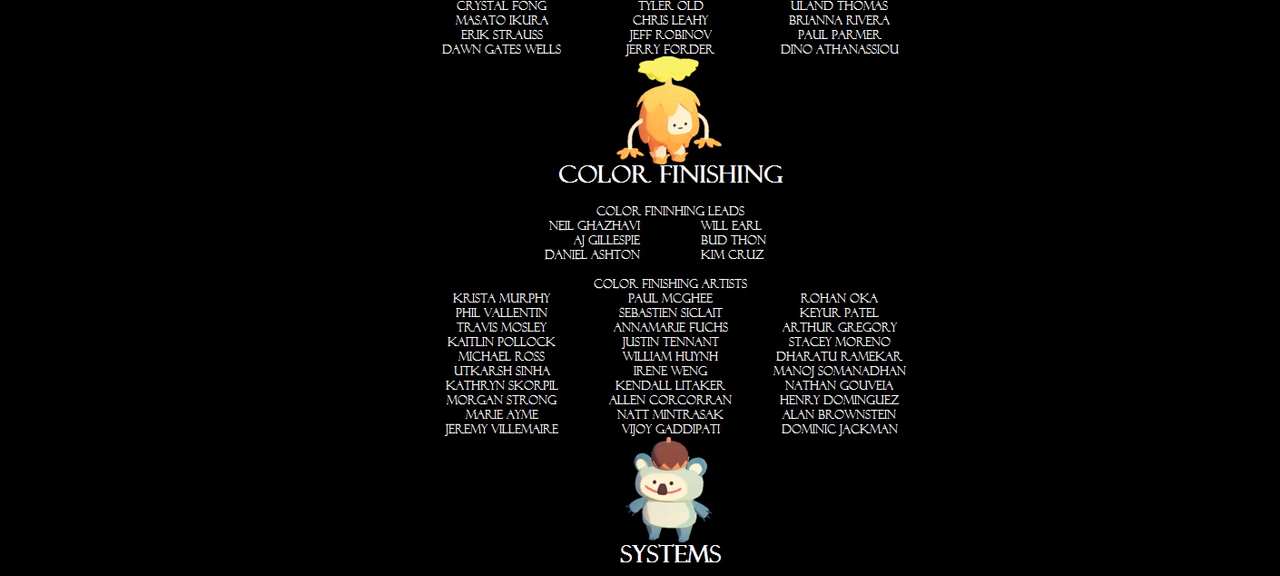 CRYSTAL FONG TYLER OLD ULAND THOMAS
MASATO IKURA CHRIS LEAHY BRIANNA RIVERA
ERIK STRAUSS JEFF ROBINOV PAUL PARMER
DAWN GATES WELLS JERRY FORDER DINO ATHANASSIOU
COLOR FINISHING
COLOR FININHING LEADS
NEIL GHAZHAVI WILL EARL
AJ GILLESPIE BUD THON
DANIEL ASHTON KIM CRUZ
COLOR FINISHING ARTISTS
KRISTA MURPHY PAUL MCGHEE ROHAN OKA
PHIL VALLENTIN SEBASTIEN SICLAIT KEYUR PATEL
TRAVIS MOSLEY ANNAMARIE FUCHS ARTHUR GREGORY
KAITLIN POLLOCK JUSTIN TENNANT STACEY MORENO
MICHAEL ROSS WILLIAM HUYNH DHARATU RAMEKAR
UTKARSH SINHA IRENE WENG MANOJ SOMANADHAN
KATHRYN SKORPIL KENDALL LITAKER NATHAN GOUVEIA
MORGAN STRONG ALLEN CORCORRAN HENRY DOMINGUEZ
MARIE AYME NATT MINTRASAK ALAN BROWNSTEIN
JEREMY VILLEMAIRE VIJOY GADDIPATI DOMINIC JACKMAN
SYSTEMS